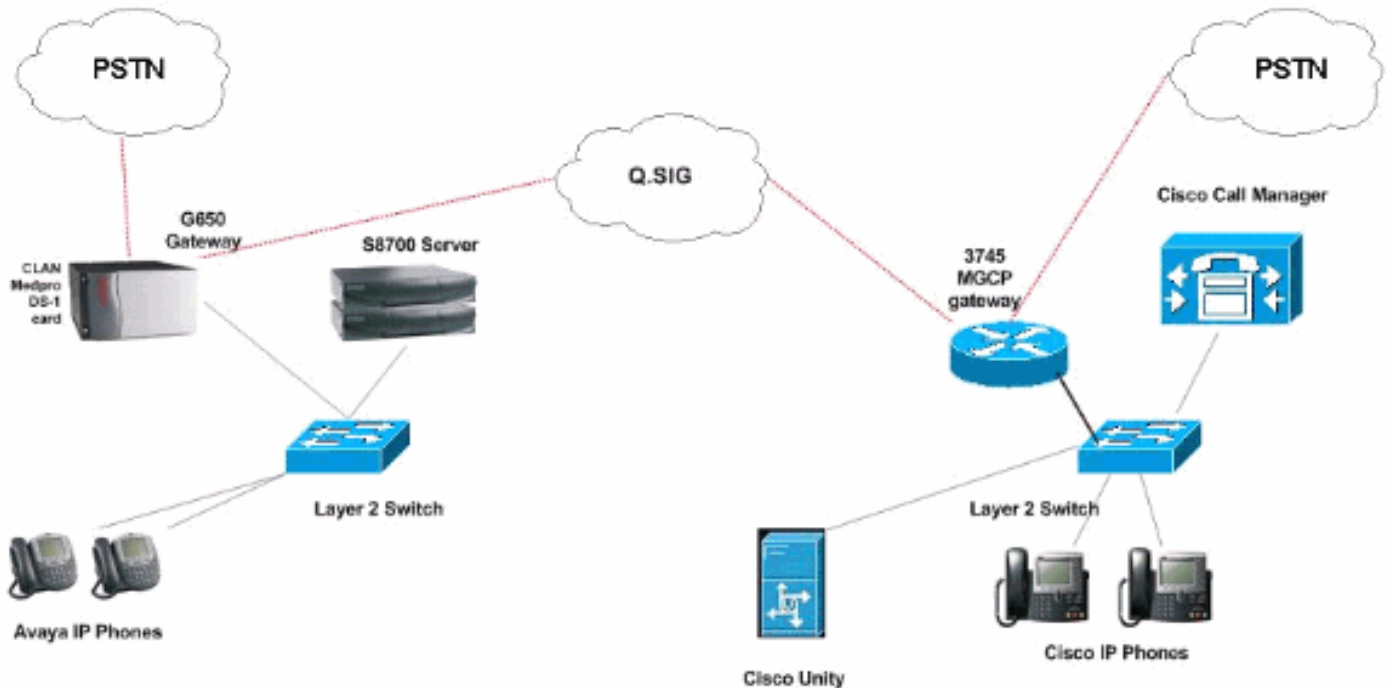 PSTN
PSTN
Q.SIG
Cisco Call Manager
G650
Gateway
S8700 Server
3745
MGCP
gateway
CLAN
Medpro
DS-1
card
Layer 2 Switch
Layer 2 Switch
Avaya IP Phones
Cisco IP Phones
Cisco Unity